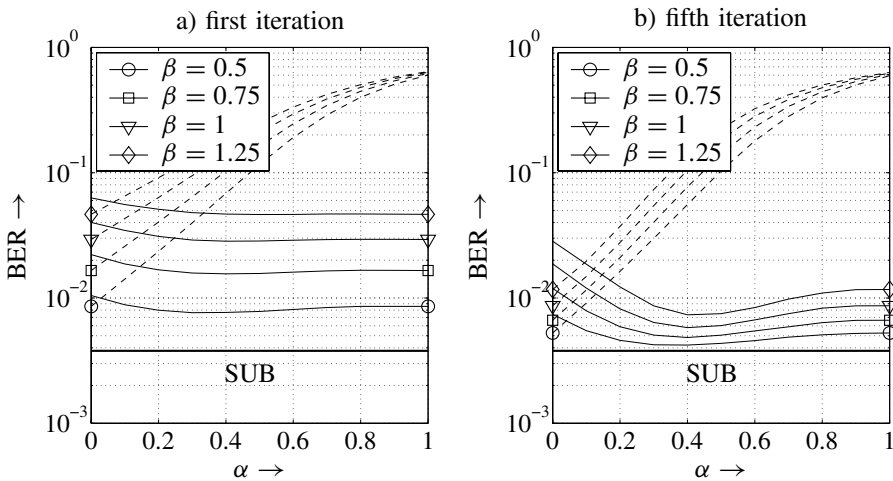 a) first iteration
10^0
10^-1
10^-2
10^-3
BER →
β = 0.5
β = 0.75
β = 1
β = 1.25
SUB
0 0.2 0.4 0.6 0.8 1
α →
b) fifth iteration
10^0
10^-1
10^-2
10^-3
BER →
β = 0.5
β = 0.75
β = 1
β = 1.25
SUB
0 0.2 0.4 0.6 0.8 1
α →